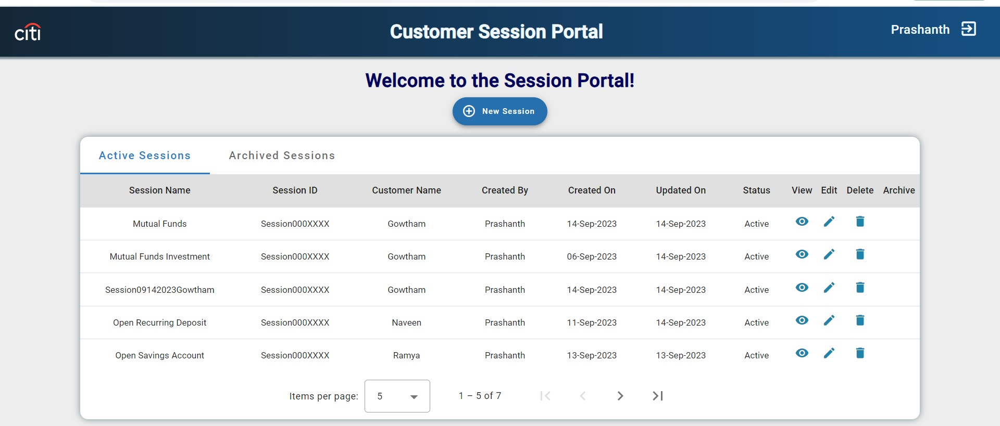 citi
Customer Session Portal
Prashanth
Welcome to the Session Portal!
New Session
Active Sessions Archived Sessions
Session Name Session ID Customer Name Created By Created On Updated On Status View Edit Delete Archive
Mutual Funds Session000XXXX Gowtham Prashanth 14-Sep-2023 14-Sep-2023 Active
Mutual Funds Investment Session000XXXX Gowtham Prashanth 06-Sep-2023 14-Sep-2023 Active
Session09142023Gowtham Session000XXXX Gowtham Prashanth 14-Sep-2023 14-Sep-2023 Active
Open Recurring Deposit Session000XXXX Naveen Prashanth 11-Sep-2023 14-Sep-2023 Active
Open Savings Account Session000XXXX Ramya Prashanth 13-Sep-2023 13-Sep-2023 Active
Items per page: 5 1 – 5 of 7